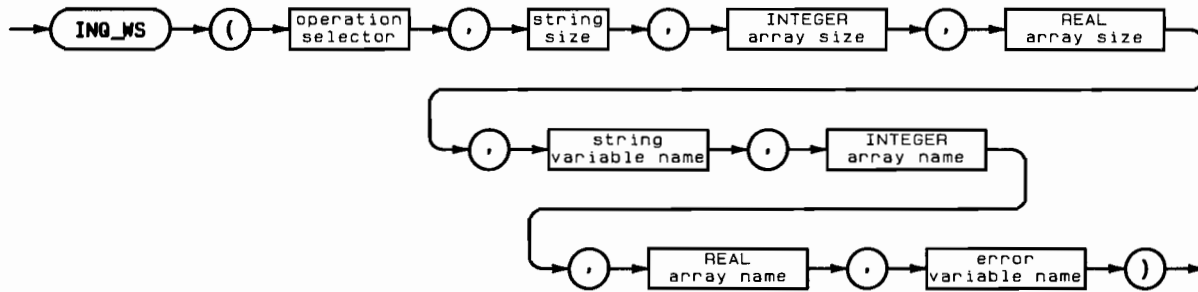 INQ_WS ( operation selector , string size , INTEGER array size , REAL array size
, string variable name , INTEGER array name
, REAL array name , error variable name )